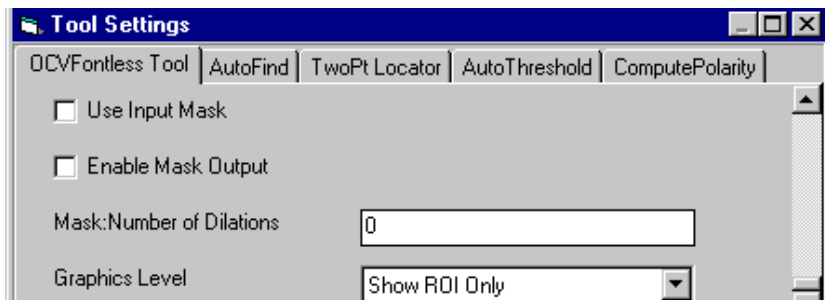 Tool Settings
OCVFontless Tool AutoFind TwoPt Locator AutoThreshold ComputePolarity
Use Input Mask
Enable Mask Output
Mask:Number of Dilations 0
Graphics Level Show ROI Only